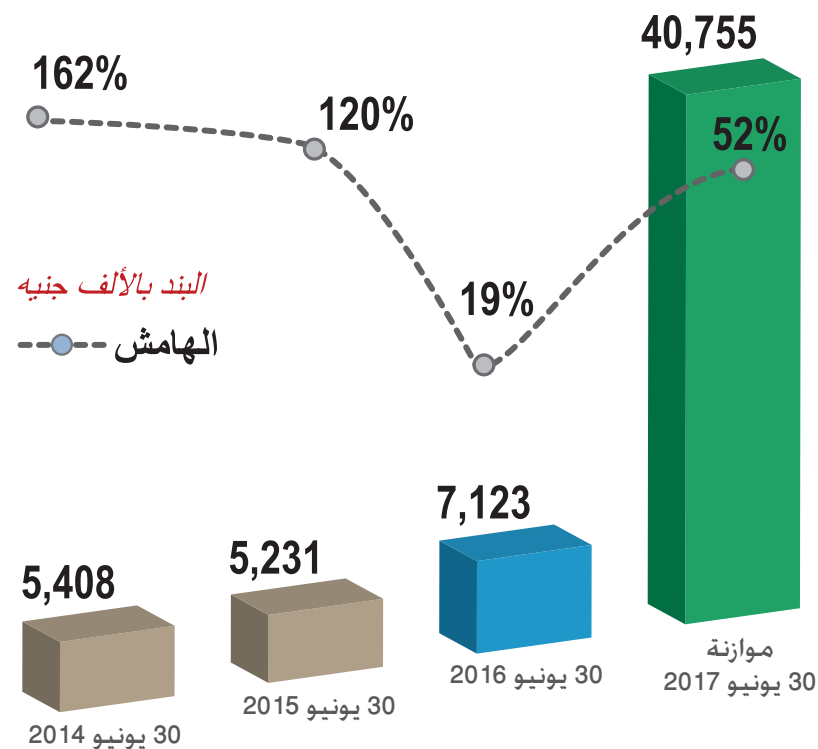 40,755
162%
120%
52%
البند بالألف جنيه
19%
الهامش
7,123
5,231
5,408
موازنة
30 يونيو 2017
30 يونيو 2016
30 يونيو 2015
30 يونيو 2014